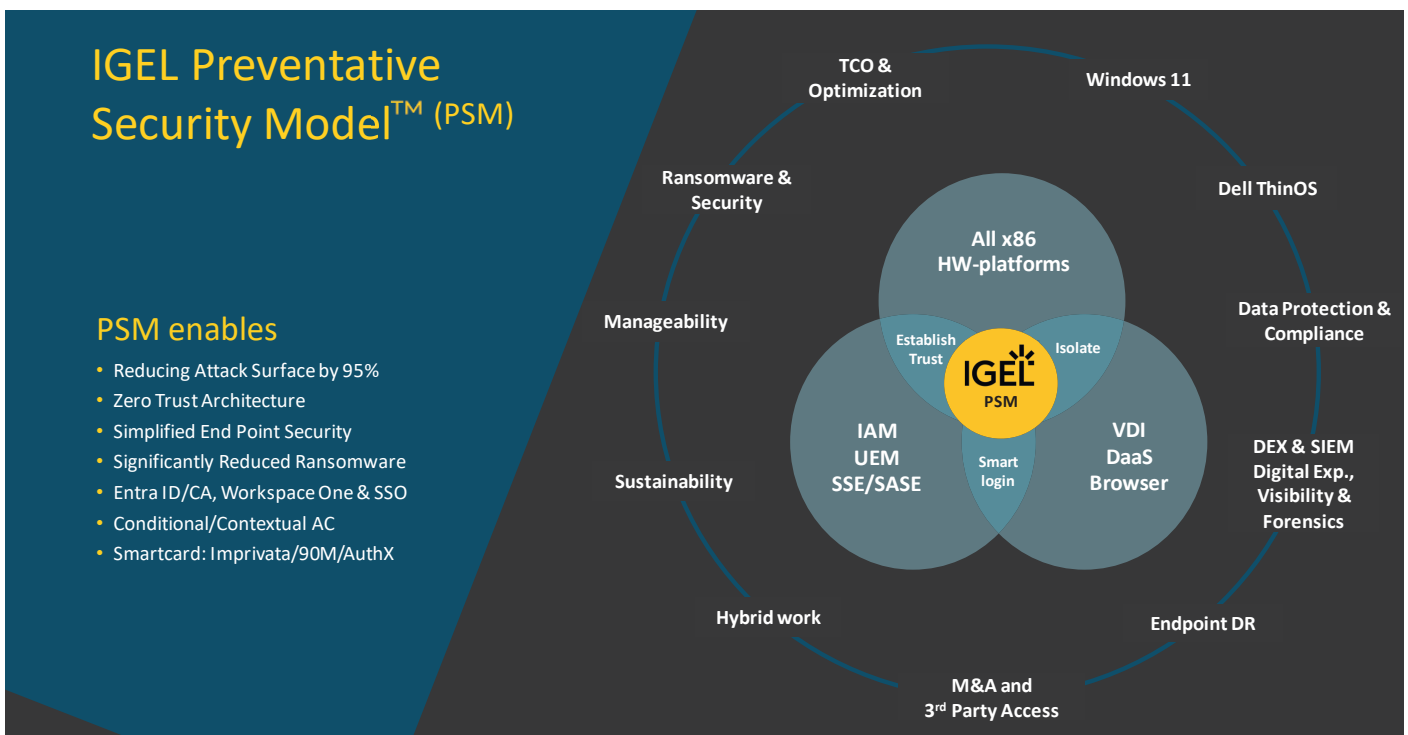 IGEL Preventative
Security Model™ (PSM)
PSM enables
• Reducing Attack Surface by 95%
• Zero Trust Architecture
• Simplified End Point Security
• Significantly Reduced Ransomware
• Entra ID/CA, Workspace One & SSO
• Conditional/Contextual AC
• Smartcard: Imprivata/90M/AuthX
TCO &
Optimization
Windows 11
Ransomware &
Security
Dell ThinOS
Manageability
Data Protection &
Compliance
Sustainability
DEX & SIEM
Digital Exp.,
Visibility &
Forensics
Hybrid work
Endpoint DR
M&A and
3rd Party Access
All x86
HW-platforms
Establish
Trust
Isolate
IGEL
PSM
IAM
UEM
SSE/SASE
Smart
login
VDI
DaaS
Browser